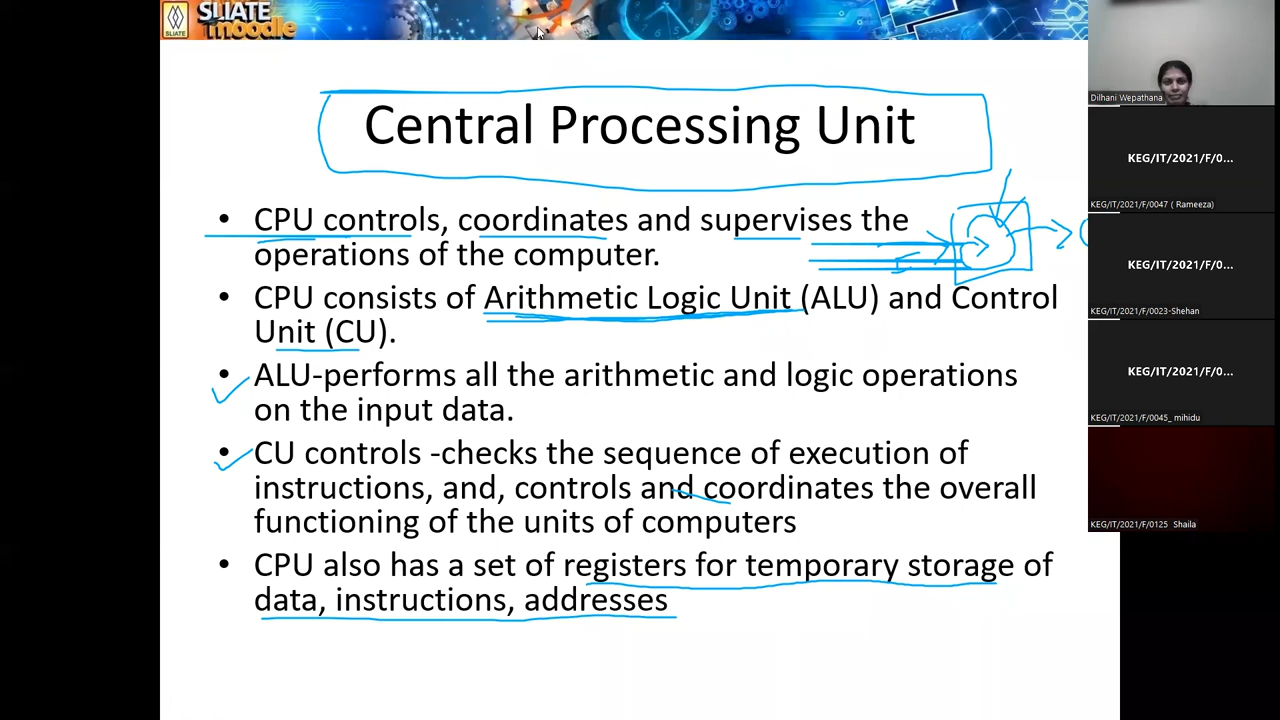 SLIATE
moodle
SLIATE
Central Processing Unit
• CPU controls, coordinates and supervises the
operations of the computer.
• CPU consists of Arithmetic Logic Unit (ALU) and Control
Unit (CU).
• ALU-performs all the arithmetic and logic operations
on the input data.
• CU controls -checks the sequence of execution of
instructions, and, controls and coordinates the overall
functioning of the units of computers
• CPU also has a set of registers for temporary storage of
data, instructions, addresses
Dilhani Wepathana
KEG/IT/2021/F/0...
KEG/IT/2021/F/0047 ( Rameeza)
KEG/IT/2021/F/0...
KEG/IT/2021/F/0023-Shehan
KEG/IT/2021/F/0...
KEG/IT/2021/F/0045_ mihidu
KEG/IT/2021/F/0125 Shaila